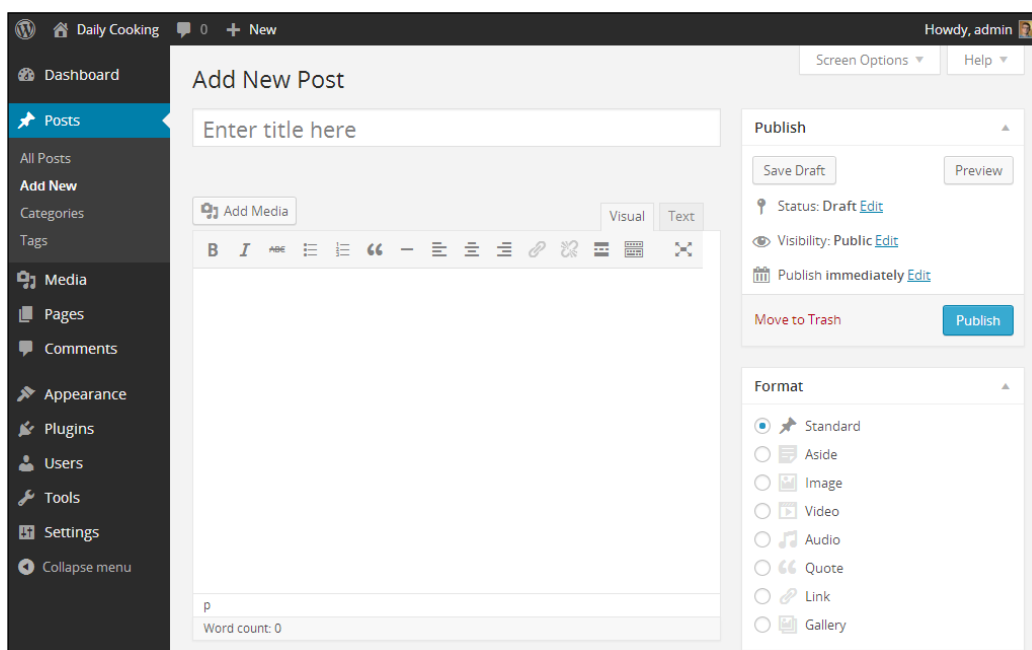 Daily Cooking 0 + New Howdy, admin
Dashboard
Posts
All Posts
Add New
Categories
Tags
Media
Pages
Comments
Appearance
Plugins
Users
Tools
Settings
Collapse menu
Screen Options Help
Add New Post
Enter title here
Add Media
Visual Text
B I ABC
p
Word count: 0
Publish
Save Draft Preview
Status: Draft Edit
Visibility: Public Edit
Publish immediately Edit
Move to Trash Publish
Format
Standard
Aside
Image
Video
Audio
Quote
Link
Gallery